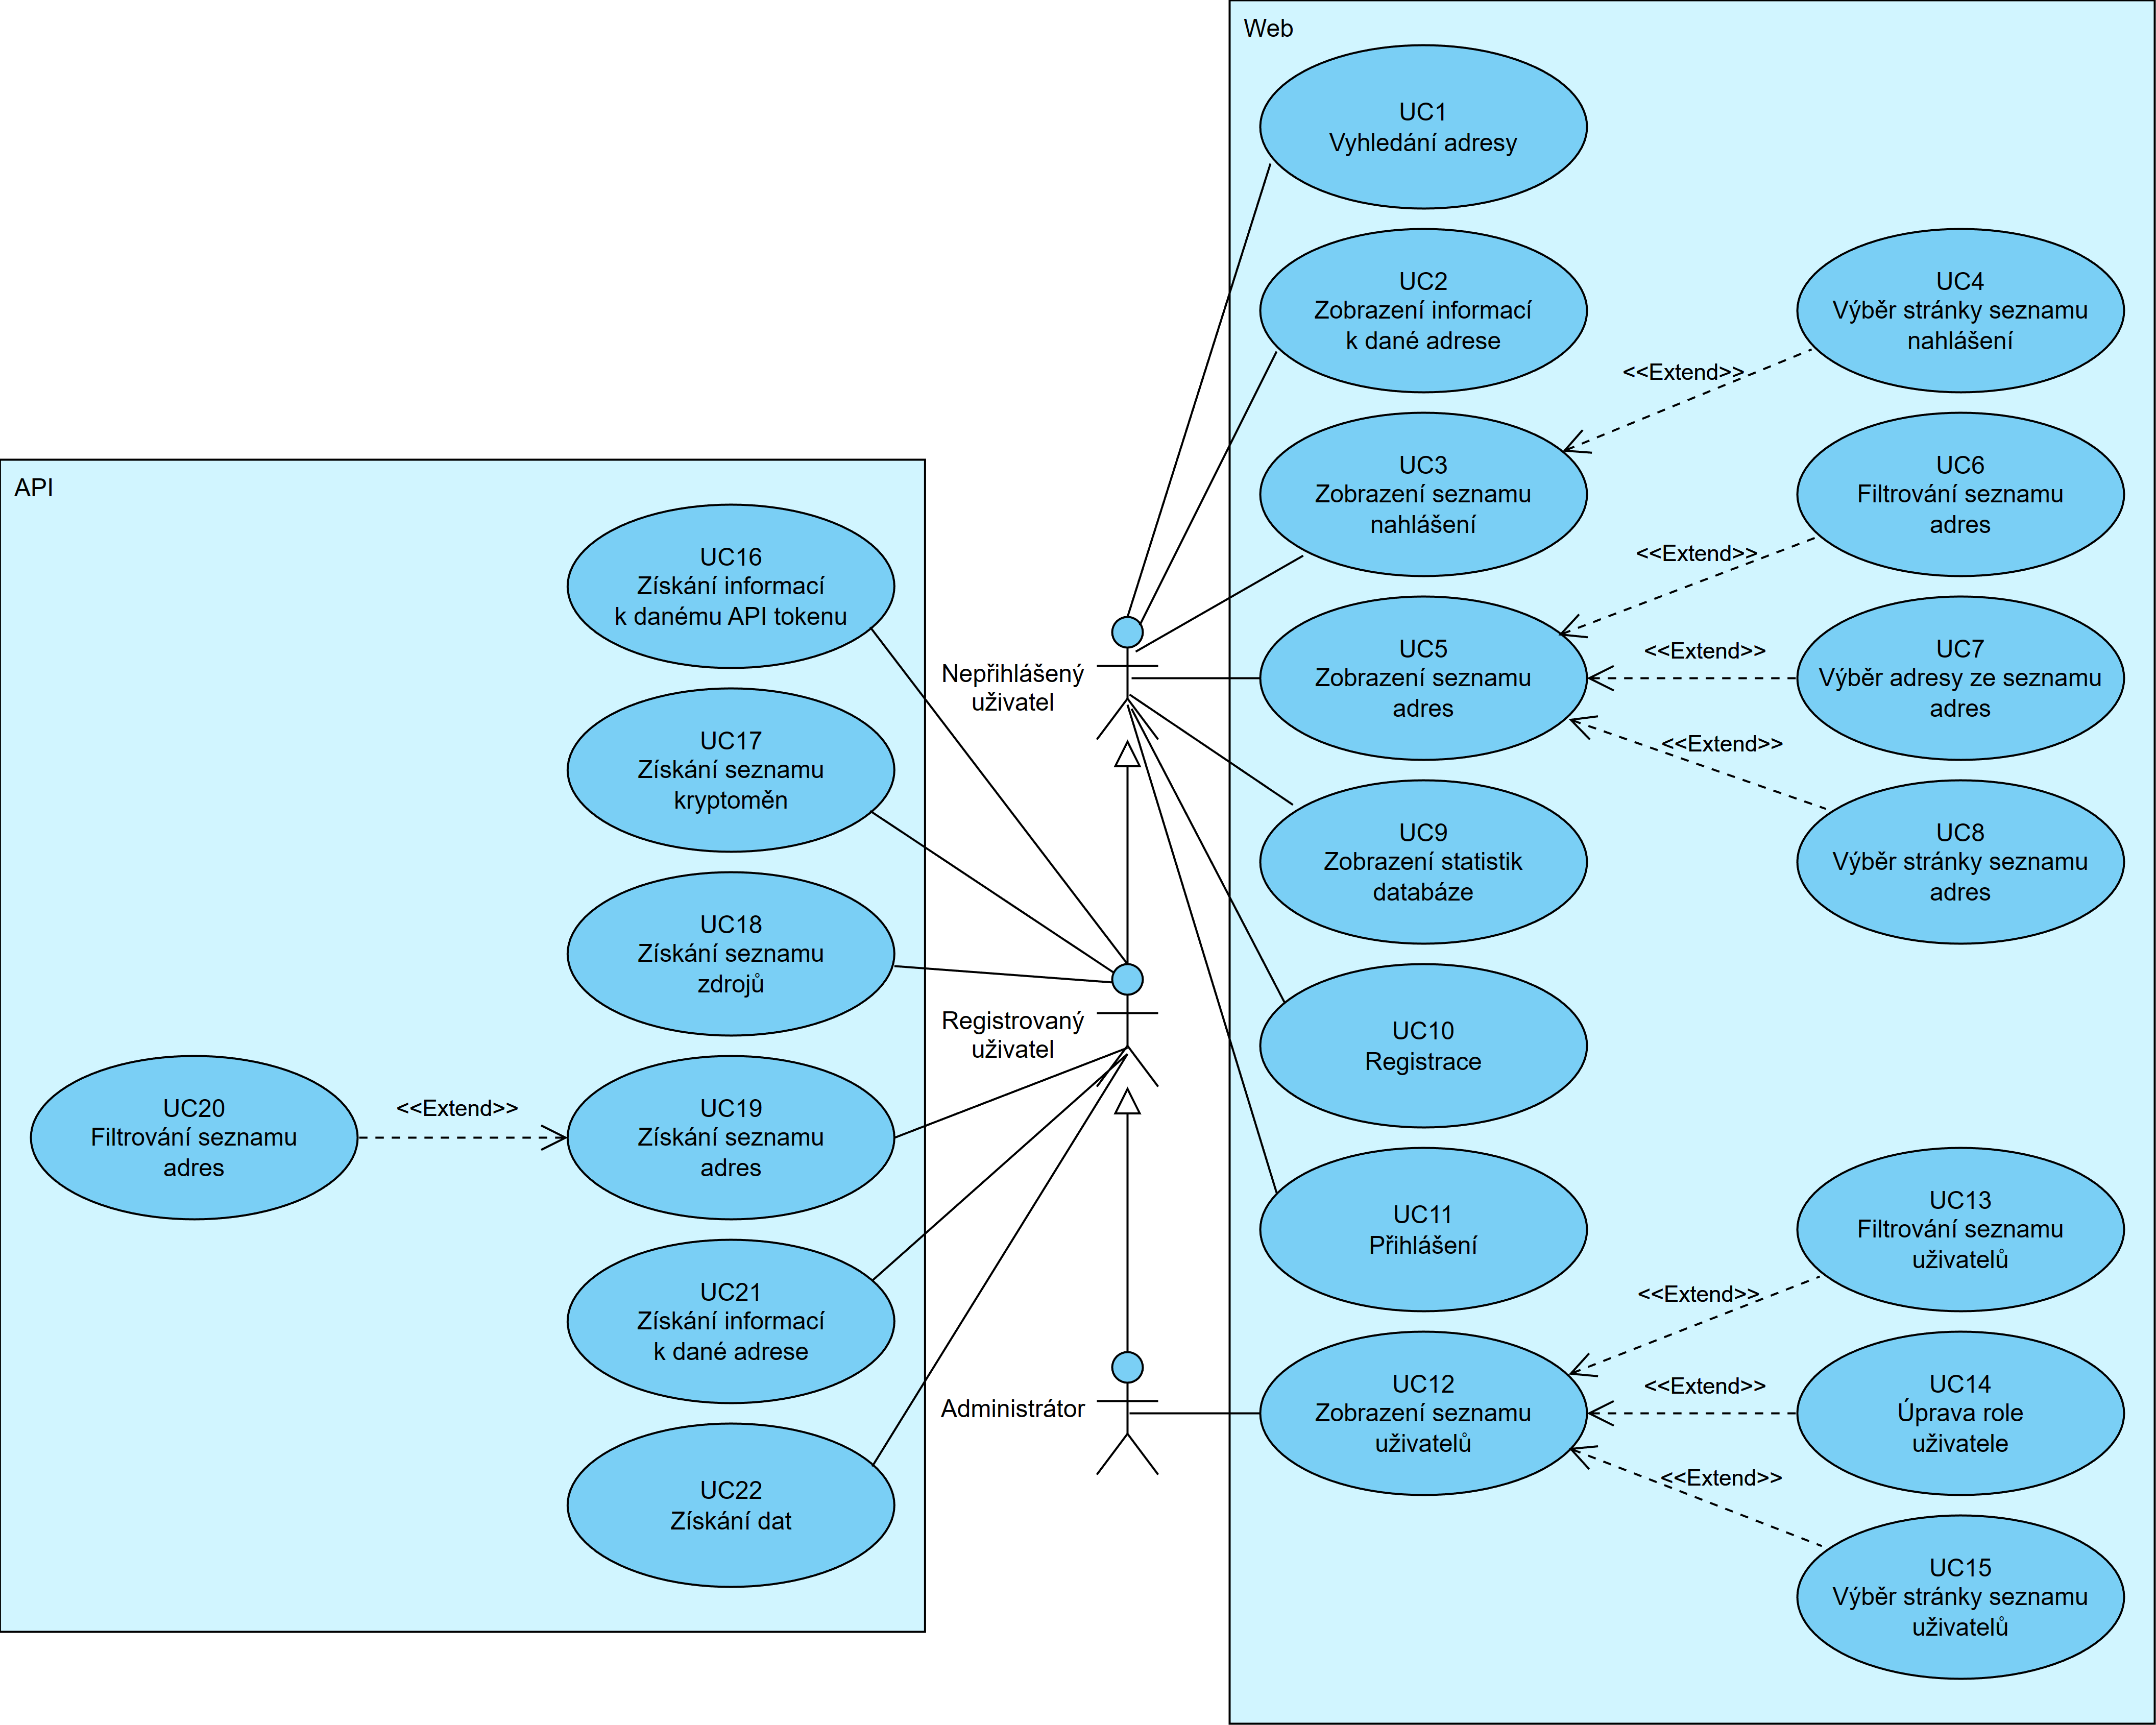 Web
UC1
Vyhledání adresy
UC2
Zobrazení informací
k dané adrese
UC3
Zobrazení seznamu
nahlášení
<<Extend>>
UC4
Výběr stránky seznamu
nahlášení
UC5
Zobrazení seznamu
adres
<<Extend>>
UC6
Filtrování seznamu
adres
<<Extend>>
UC7
Výběr adresy ze seznamu
adres
<<Extend>>
UC8
Výběr stránky seznamu
adres
UC9
Zobrazení statistik
databáze
UC10
Registrace
UC11
Přihlášení
UC12
Zobrazení seznamu
uživatelů
<<Extend>>
UC13
Filtrování seznamu
uživatelů
<<Extend>>
UC14
Úprava role
uživatele
<<Extend>>
UC15
Výběr stránky seznamu
uživatelů
Nepřihlášený
uživatel
Registrovaný
uživatel
Administrátor
API
UC16
Získání informací
k danému API tokenu
UC17
Získání seznamu
kryptoměn
UC18
Získání seznamu
zdrojů
UC19
Získání seznamu
adres
<<Extend>>
UC20
Filtrování seznamu
adres
UC21
Získání informací
k dané adrese
UC22
Získání dat